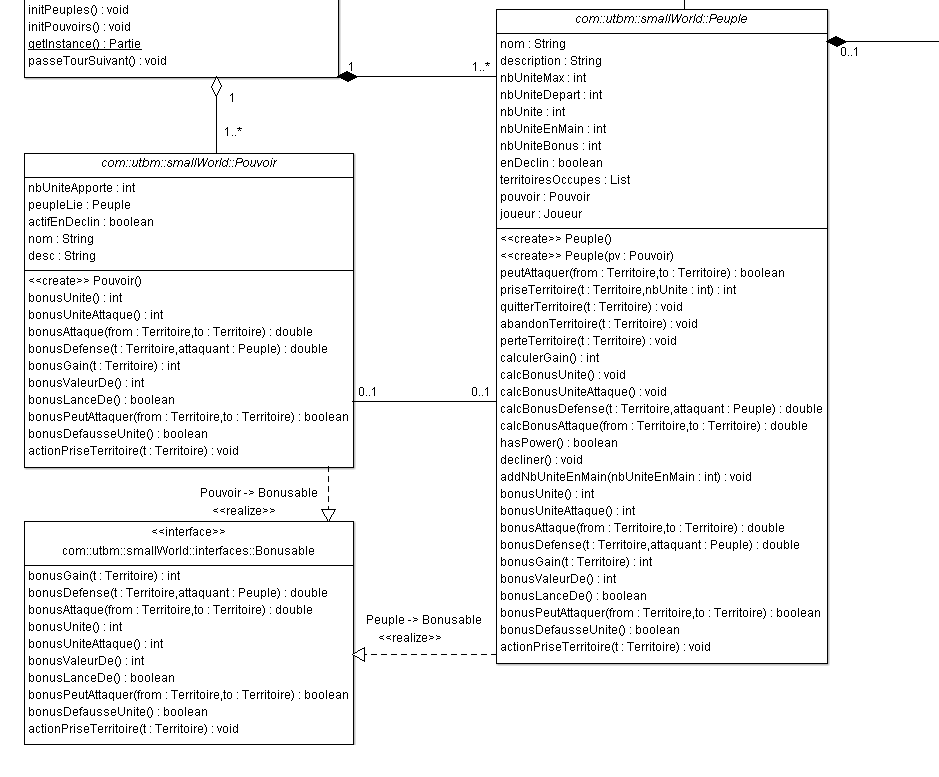 initPeuples() : void
initPouvoirs() : void
getInstance() : Partie
passeTourSuivant() : void
1
1..*
1
1..*
com::utbm::smallWorld::Pouvoir
nbUniteApporte : int
peupleLie : Peuple
actifEnDeclin : boolean
nom : String
desc : String
<<create>> Pouvoir()
bonusUnite() : int
bonusUniteAttaque() : int
bonusAttaque(from : Territoire,to : Territoire) : double
bonusDefense(t : Territoire,attaquant : Peuple) : double
bonusGain(t : Territoire) : int
bonusValeurDe() : int
bonusLanceDe() : boolean
bonusPeutAttaquer(from : Territoire,to : Territoire) : boolean
bonusDefausseUnite() : boolean
actionPriseTerritoire(t : Territoire) : void
0..1
0..1
Pouvoir -> Bonusable
<<realize>>
<<interface>>
com::utbm::smallWorld::interfaces::Bonusable
bonusGain(t : Territoire) : int
bonusDefense(t : Territoire,attaquant : Peuple) : double
bonusAttaque(from : Territoire,to : Territoire) : double
bonusUnite() : int
bonusUniteAttaque() : int
bonusValeurDe() : int
bonusLanceDe() : boolean
bonusPeutAttaquer(from : Territoire,to : Territoire) : boolean
bonusDefausseUnite() : boolean
actionPriseTerritoire(t : Territoire) : void
Peuple -> Bonusable
<<realize>>
com::utbm::smallWorld::Peuple
nom : String
description : String
nbUniteMax : int
nbUniteDepart : int
nbUnite : int
nbUniteEnMain : int
nbUniteBonus : int
enDeclin : boolean
territoiresOccupes : List
pouvoir : Pouvoir
joueur : Joueur
<<create>> Peuple()
<<create>> Peuple(pv : Pouvoir)
peutAttaquer(from : Territoire,to : Territoire) : boolean
priseTerritoire(t : Territoire,nbUnite : int) : int
quitterTerritoire(t : Territoire) : void
abandonTerritoire(t : Territoire) : void
perteTerritoire(t : Territoire) : void
calculerGain() : int
calcBonusUnite() : void
calcBonusUniteAttaque() : void
calcBonusDefense(t : Territoire,attaquant : Peuple) : double
calcBonusAttaque(from : Territoire,to : Territoire) : double
hasPower() : boolean
decliner() : void
addNbUniteEnMain(nbUniteEnMain : int) : void
bonusUnite() : int
bonusUniteAttaque() : int
bonusAttaque(from : Territoire,to : Territoire) : double
bonusDefense(t : Territoire,attaquant : Peuple) : double
bonusGain(t : Territoire) : int
bonusValeurDe() : int
bonusLanceDe() : boolean
bonusPeutAttaquer(from : Territoire,to : Territoire) : boolean
bonusDefausseUnite() : boolean
actionPriseTerritoire(t : Territoire) : void
0..1